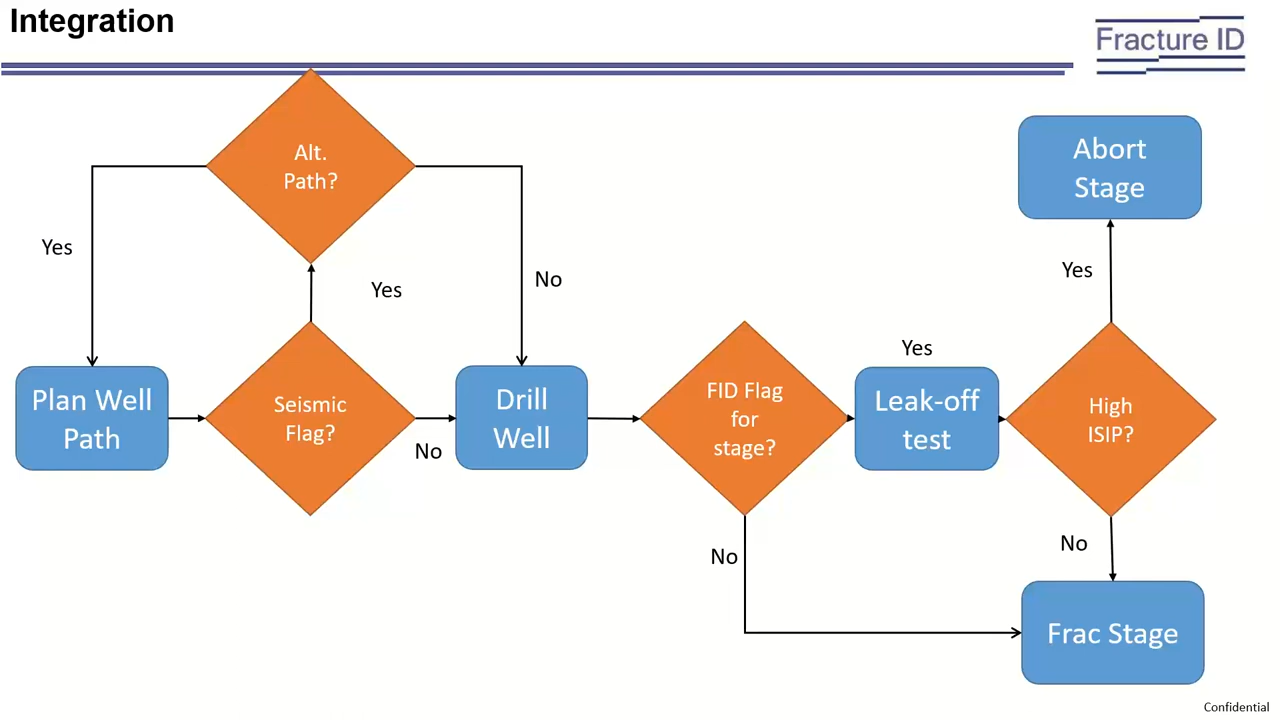 Integration
Fracture ID
Alt.
Path?
Abort
Stage
Yes
Yes
No
Yes
Yes
Plan Well
Path
Seismic
Flag?
No
Drill
Well
FID Flag
for
stage?
Leak-off
test
High
ISIP?
No
No
Frac Stage
Confidential